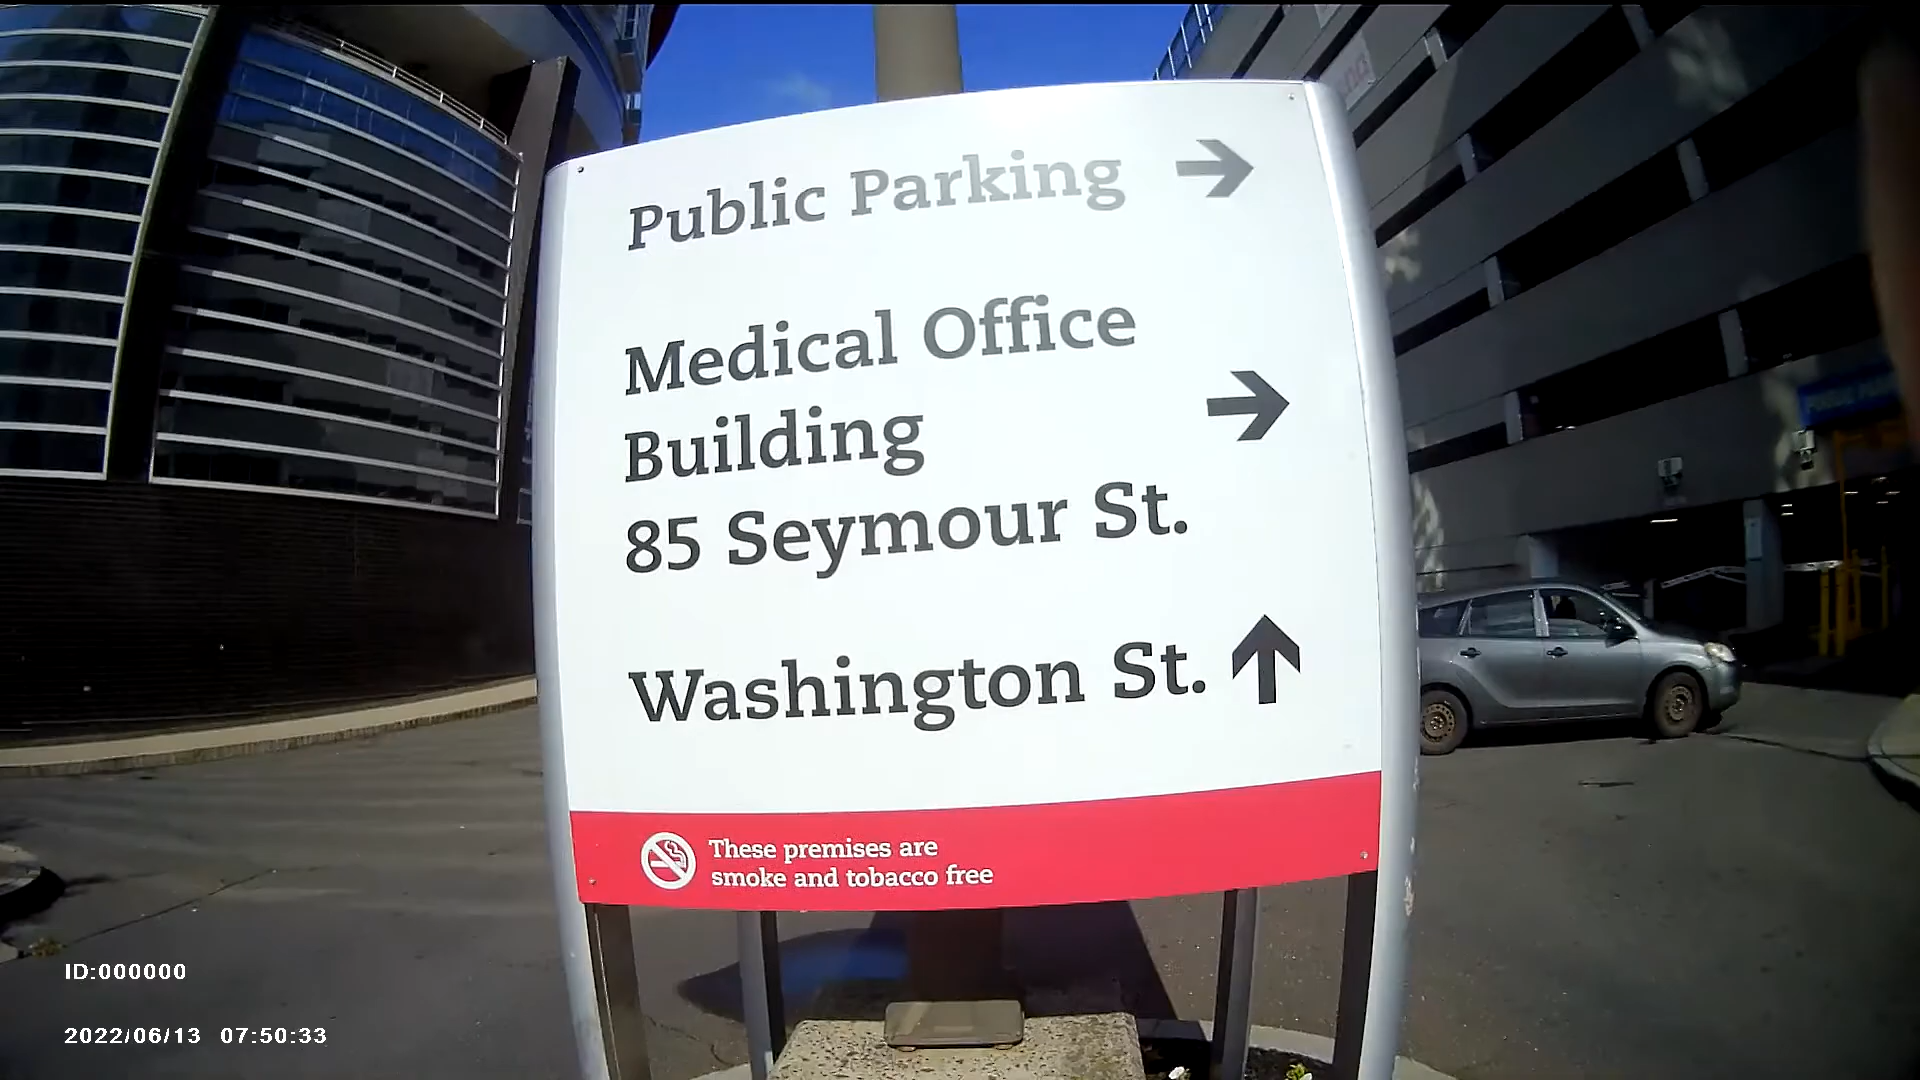 Public Parking
Medical Office
Building
85 Seymour St.
Washington St.
These premises are
smoke and tobacco free
ID:000000
2022/06/13 07:50:33